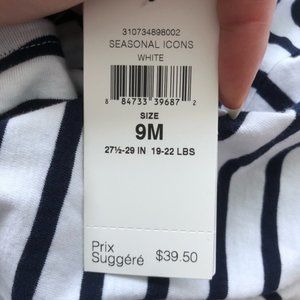 310734898002
SEASONAL ICONS
WHITE
8 84733 39687 2
SIZE
9M
27½-29 IN 19-22 LBS
Prix
Suggéré $39.50